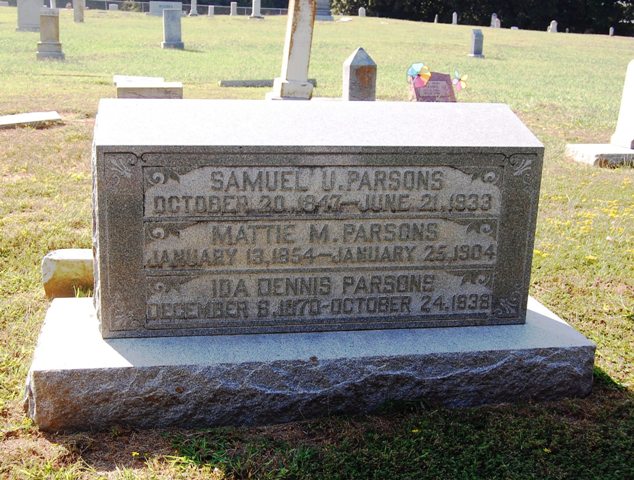 SAMUEL U. PARSONS
OCTOBER 20, 1847—JUNE 21, 1933
MATTIE M. PARSONS
JANUARY 13, 1854—JANUARY 25, 1904
IDA DENNIS PARSONS
DECEMBER 6, 1870-OCTOBER 24, 1938